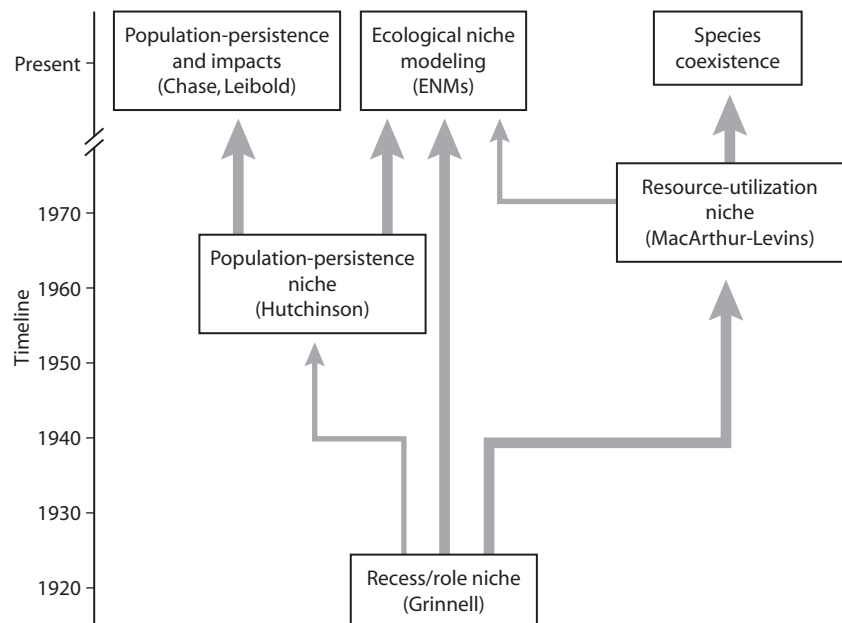 Population-persistence
and impacts
(Chase, Leibold)
Ecological niche
modeling
(ENMs)
Species
coexistence
Present
Resource-utilization
niche
(MacArthur-Levins)
1970
Population-persistence
niche
(Hutchinson)
1960
Timeline
1950
1940
1930
Recess/role niche
(Grinnell)
1920